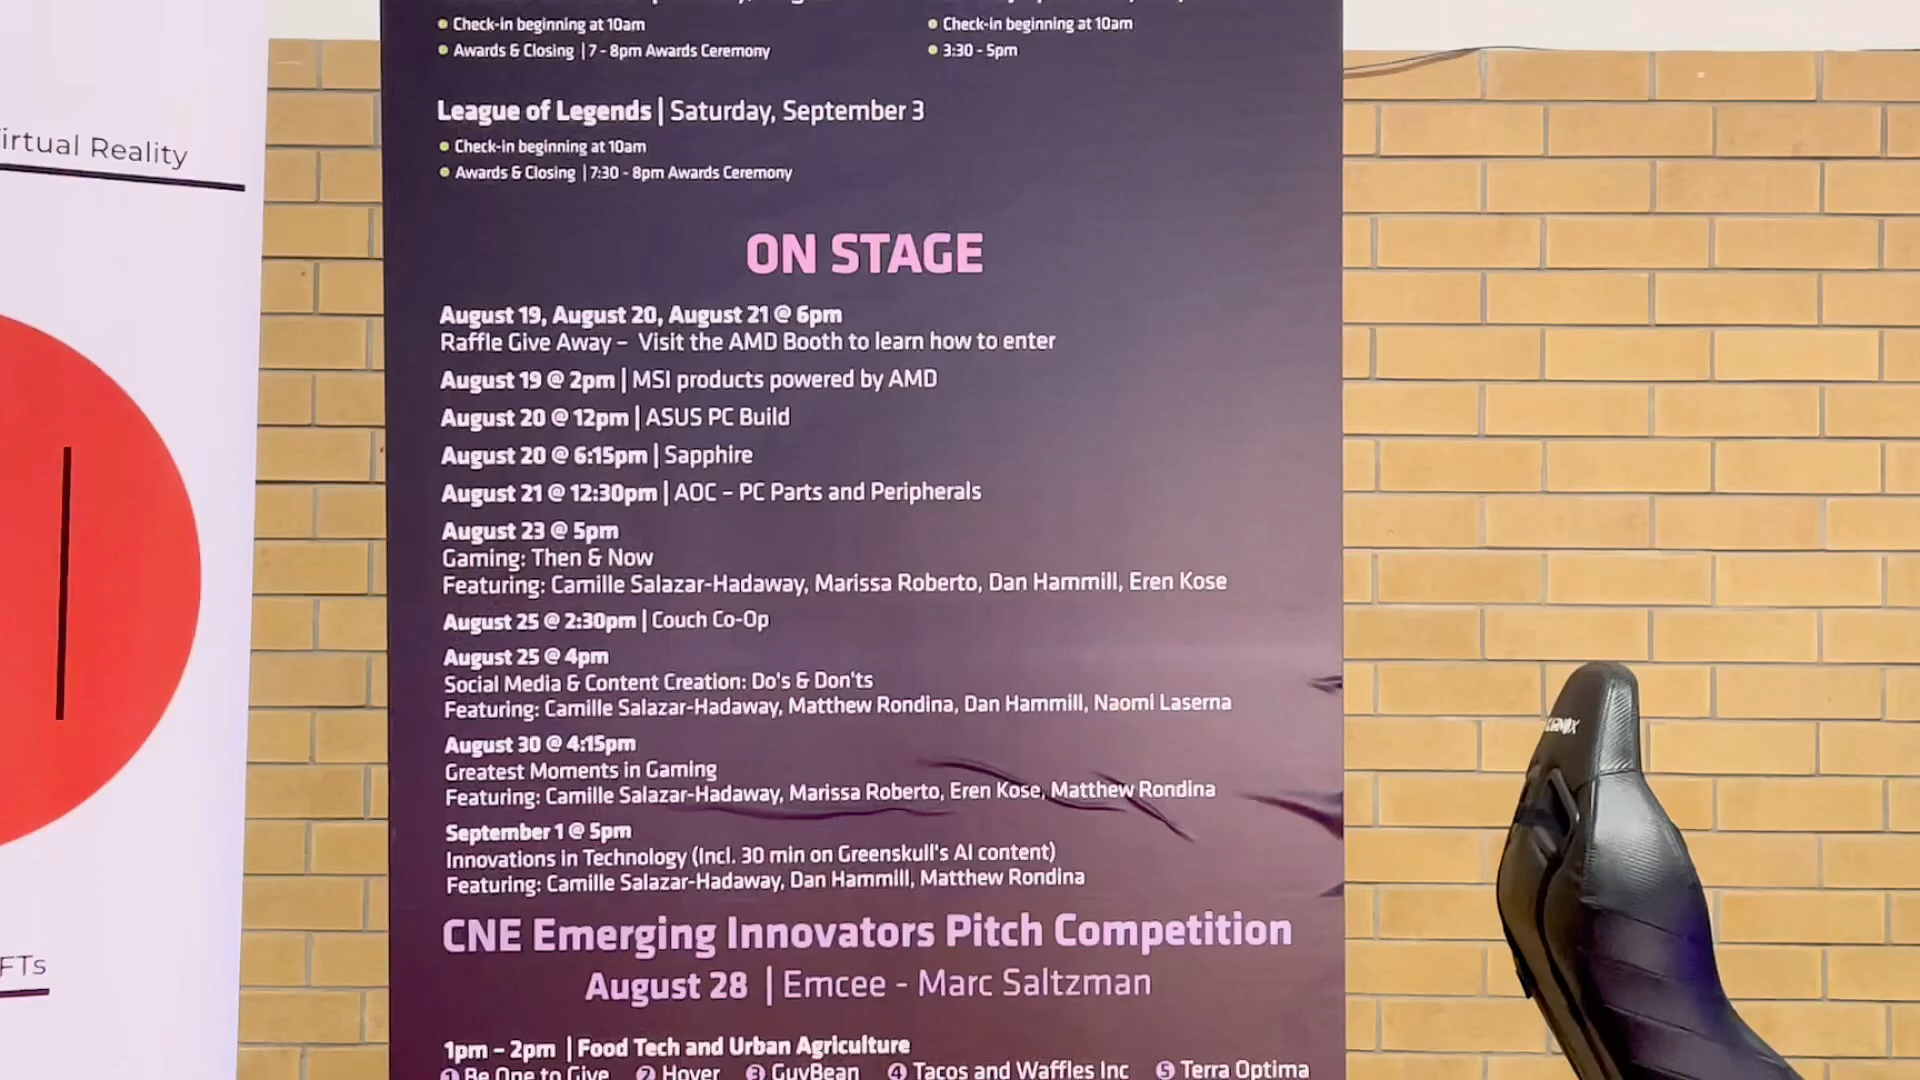 Virtual Reality
FTs
Check-in beginning at 10am
Awards & Closing | 7 - 8pm Awards Ceremony
Check-in beginning at 10am
3:30 - 5pm
League of Legends | Saturday, September 3
Check-in beginning at 10am
Awards & Closing | 7:30 - 8pm Awards Ceremony
ON STAGE
August 19, August 20, August 21 @ 6pm
Raffle Give Away – Visit the AMD Booth to learn how to enter
August 19 @ 2pm | MSI products powered by AMD
August 20 @ 12pm | ASUS PC Build
August 20 @ 6:15pm | Sapphire
August 21 @ 12:30pm | AOC – PC Parts and Peripherals
August 23 @ 5pm
Gaming: Then & Now
Featuring: Camille Salazar-Hadaway, Marissa Roberto, Dan Hammill, Eren Kose
August 25 @ 2:30pm | Couch Co-Op
August 25 @ 4pm
Social Media & Content Creation: Do's & Don'ts
Featuring: Camille Salazar-Hadaway, Matthew Rondina, Dan Hammill, Naomi Laserna
August 30 @ 4:15pm
Greatest Moments in Gaming
Featuring: Camille Salazar-Hadaway, Marissa Roberto, Eren Kose, Matthew Rondina
September 1 @ 5pm
Innovations in Technology (Incl. 30 min on Greenskull's AI content)
Featuring: Camille Salazar-Hadaway, Dan Hammill, Matthew Rondina
CNE Emerging Innovators Pitch Competition
August 28 | Emcee - Marc Saltzman
1pm – 2pm | Food Tech and Urban Agriculture
1 Be One to Give 2 Hover 3 GuyBean 4 Tacos and Waffles Inc 5 Terra Optima